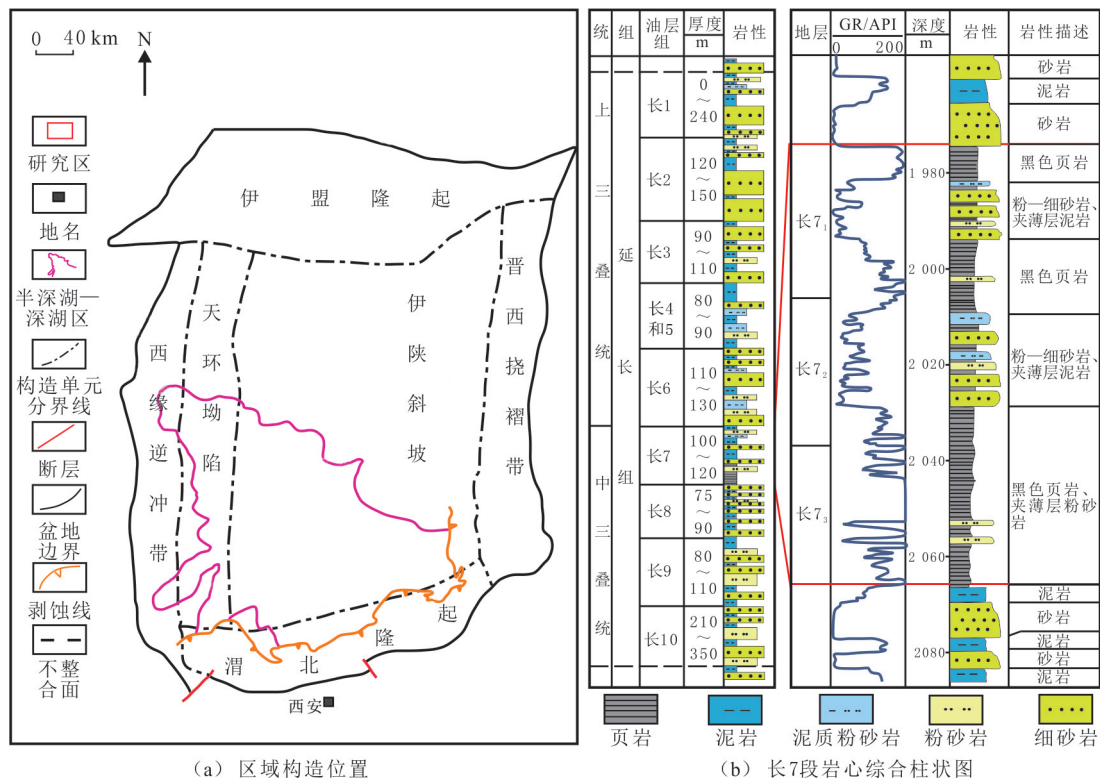 0 40 km
N
研究区
地名
半深湖—
深湖区
构造单元
分界线
断层
盆地
边界
剥蚀线
不整
合面
伊盟隆起
天环坳陷
西缘逆冲带
伊陕斜坡
晋西挠褶带
渭北隆起
西安
(a) 区域构造位置
统
组
油层
组
厚度
m
岩性
上三叠统
中三叠统
延长组
长1
0
～
240
长2
120
～
150
长3
90
～
110
长4
和5
80
～
90
长6
110
～
130
长7
100
～
120
长8
75
～
90
长9
80
～
110
长10
210
～
350
地层
GR/API
0 200
深度
m
岩性
岩性描述
长7₁
长7₂
长7₃
1 980
2 000
2 020
2 040
2 060
2080
砂岩
泥岩
砂岩
黑色页岩
粉—细砂岩、
夹薄层泥岩
黑色页岩
粉—细砂岩、
夹薄层泥岩
黑色页岩、
夹薄层粉砂
岩
泥岩
砂岩
泥岩
砂岩
泥岩
页岩
泥岩
泥质粉砂岩
粉砂岩
细砂岩
(b) 长7段岩心综合柱状图